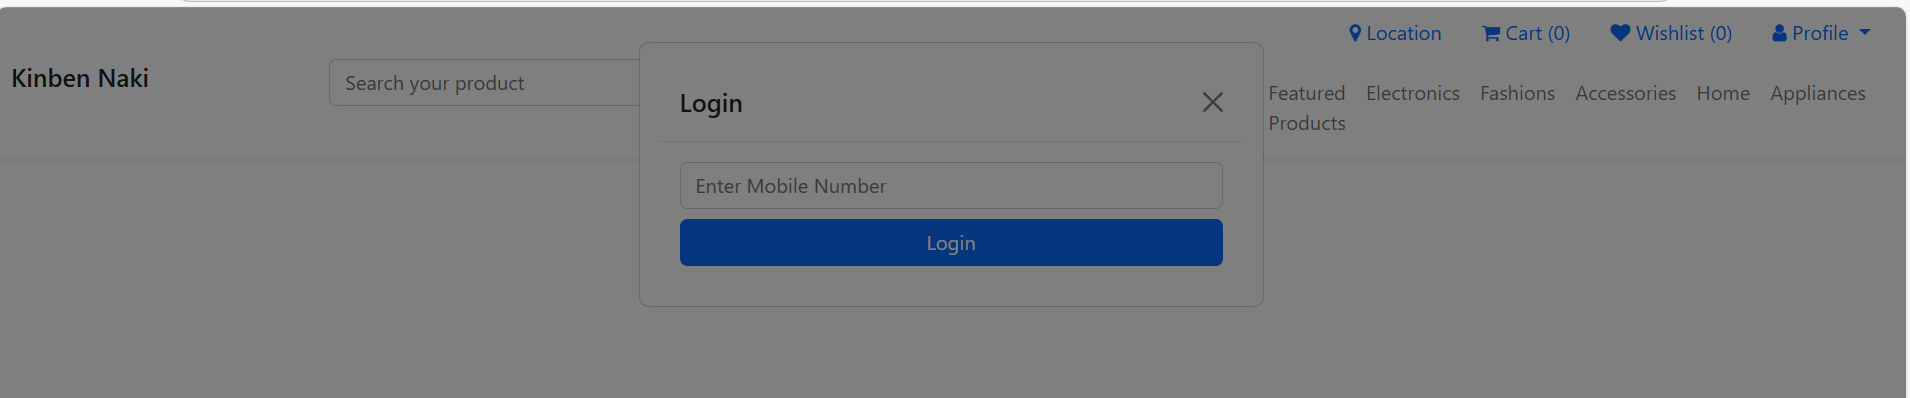 Location Cart (0) Wishlist (0) Profile
Kinben Naki
Search your product
Featured Products Electronics Fashions Accessories Home Appliances
Login
Enter Mobile Number
Login